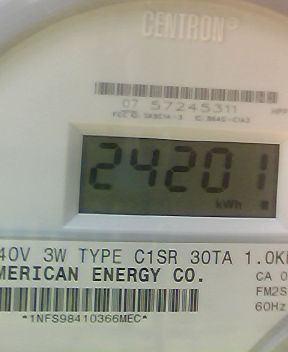 CENTRON®
07 57245311
24201
kWh
40V 3W TYPE C1SR 30TA 1.0K
MERICAN ENERGY CO.
CA 0
FM2S
60Hz
*1NFS98410366MEC*